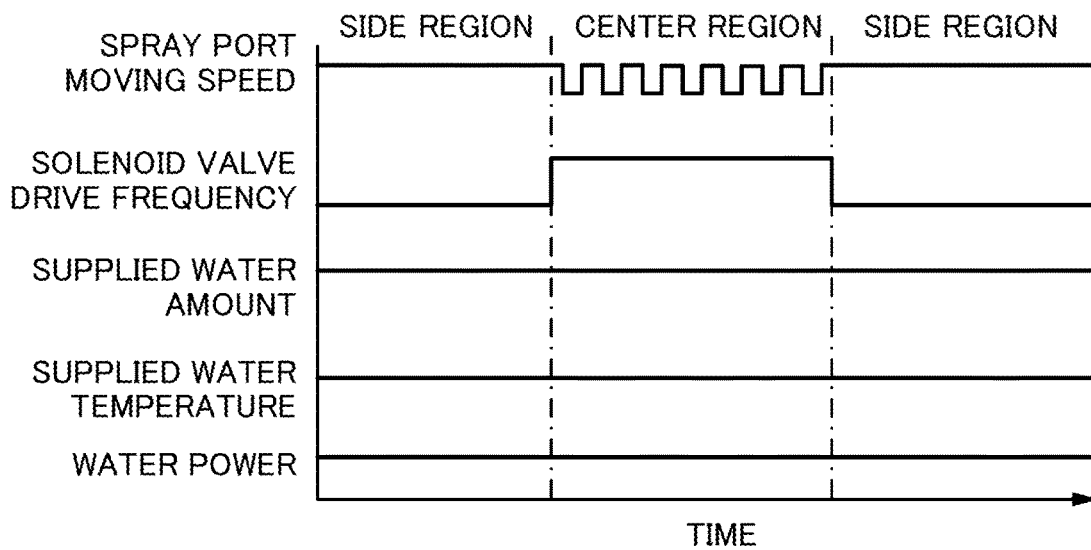 SIDE REGION CENTER REGION SIDE REGION
SPRAY PORT
MOVING SPEED
SOLENOID VALVE
DRIVE FREQUENCY
SUPPLIED WATER
AMOUNT
SUPPLIED WATER
TEMPERATURE
WATER POWER
TIME